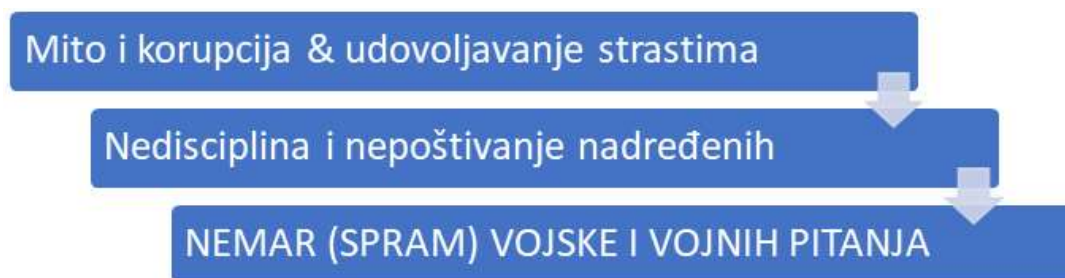 Mito i korupcija & udovoljavanje strastima
Nedisciplina i nepoštivanje nadređenih
NEMAR (SPRAM) VOJSKE I VOJNIH PITANJA